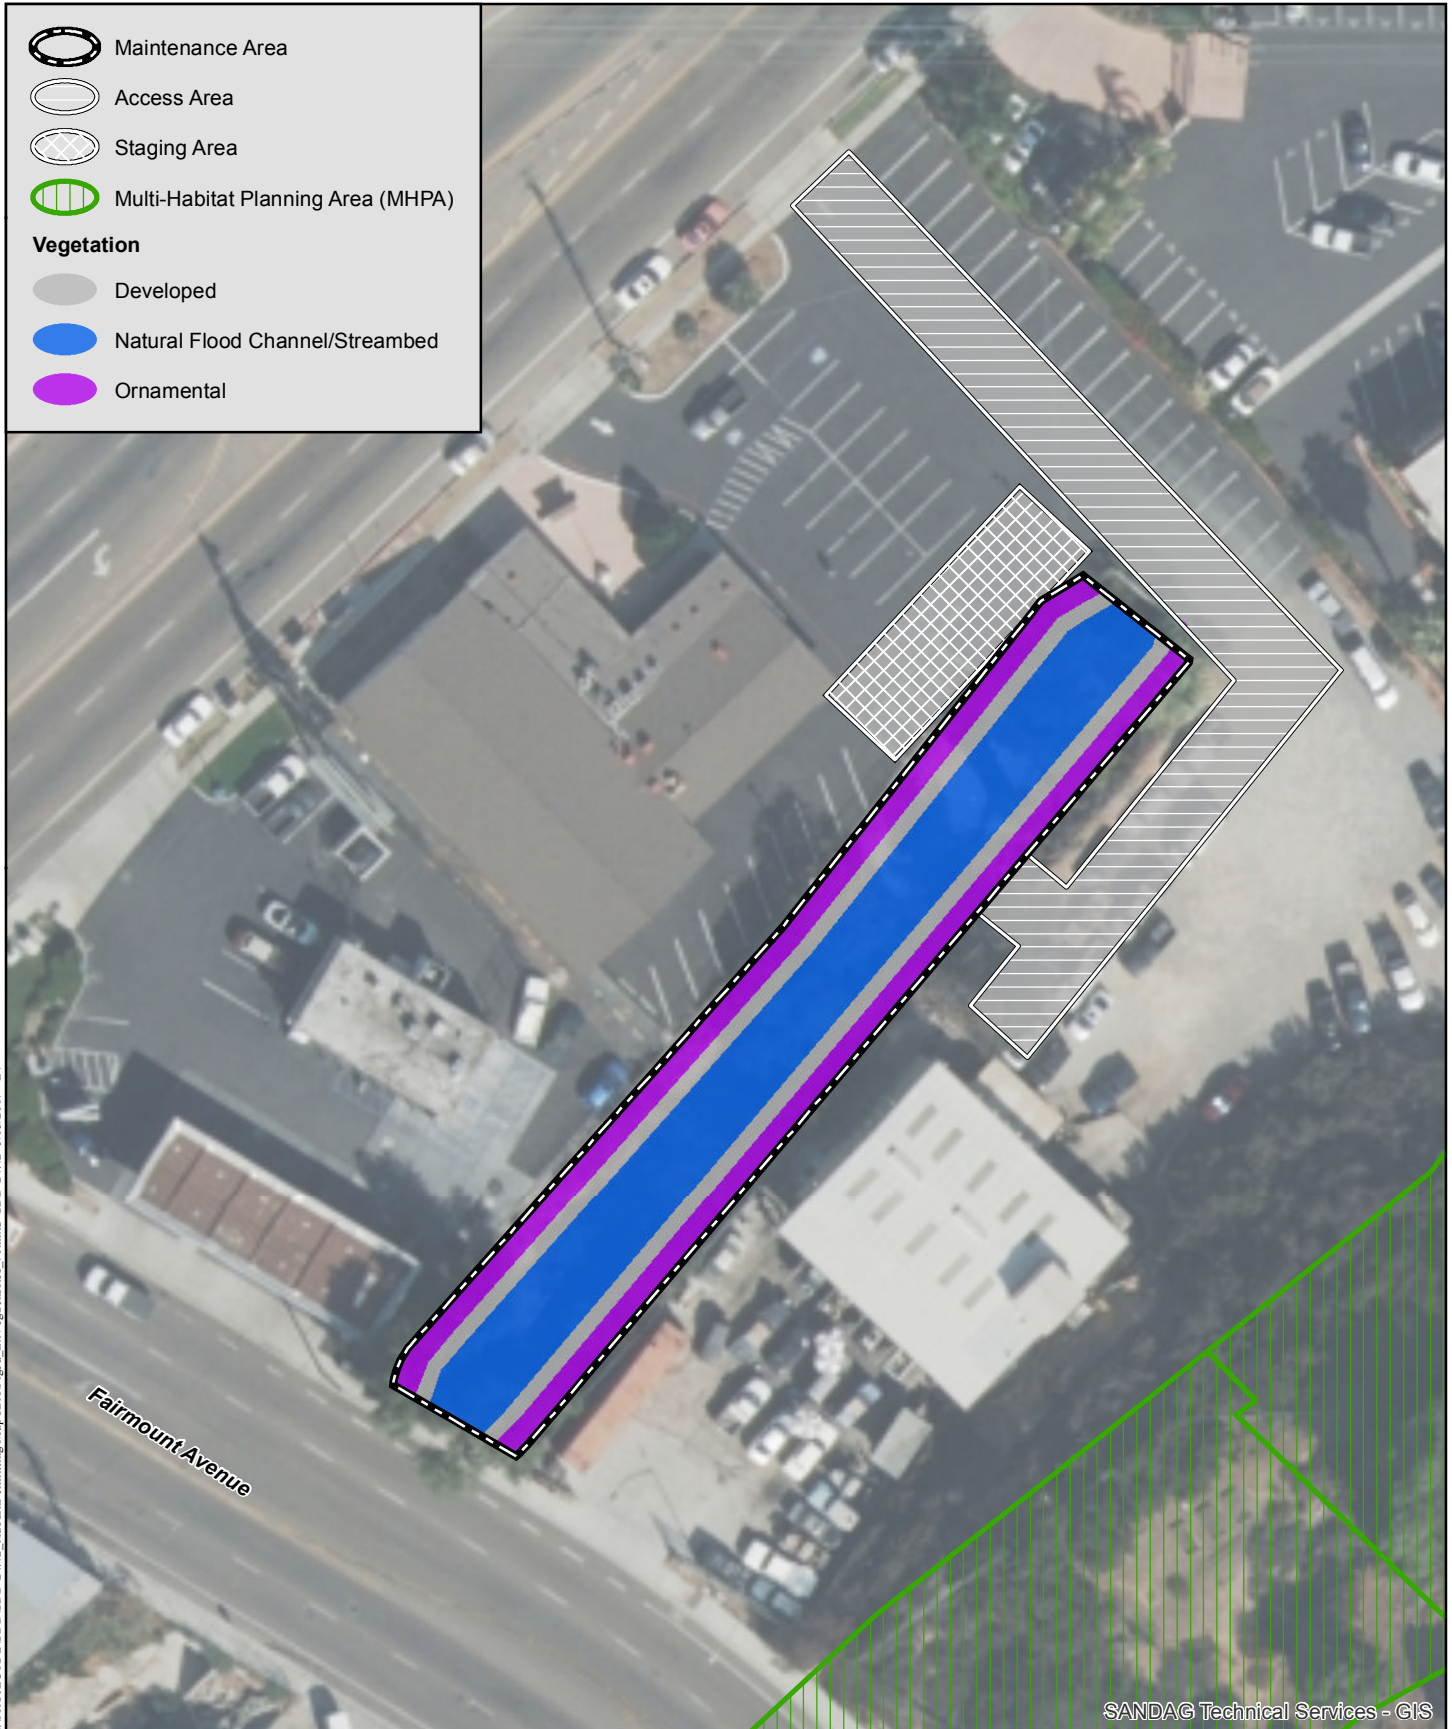 Maintenance Area
Access Area
Staging Area
Multi-Habitat Planning Area (MHPA)
Vegetation
Developed
Natural Flood Channel/Streambed
Ornamental
Fairmount Avenue
SANDAG Technical Services - GIS